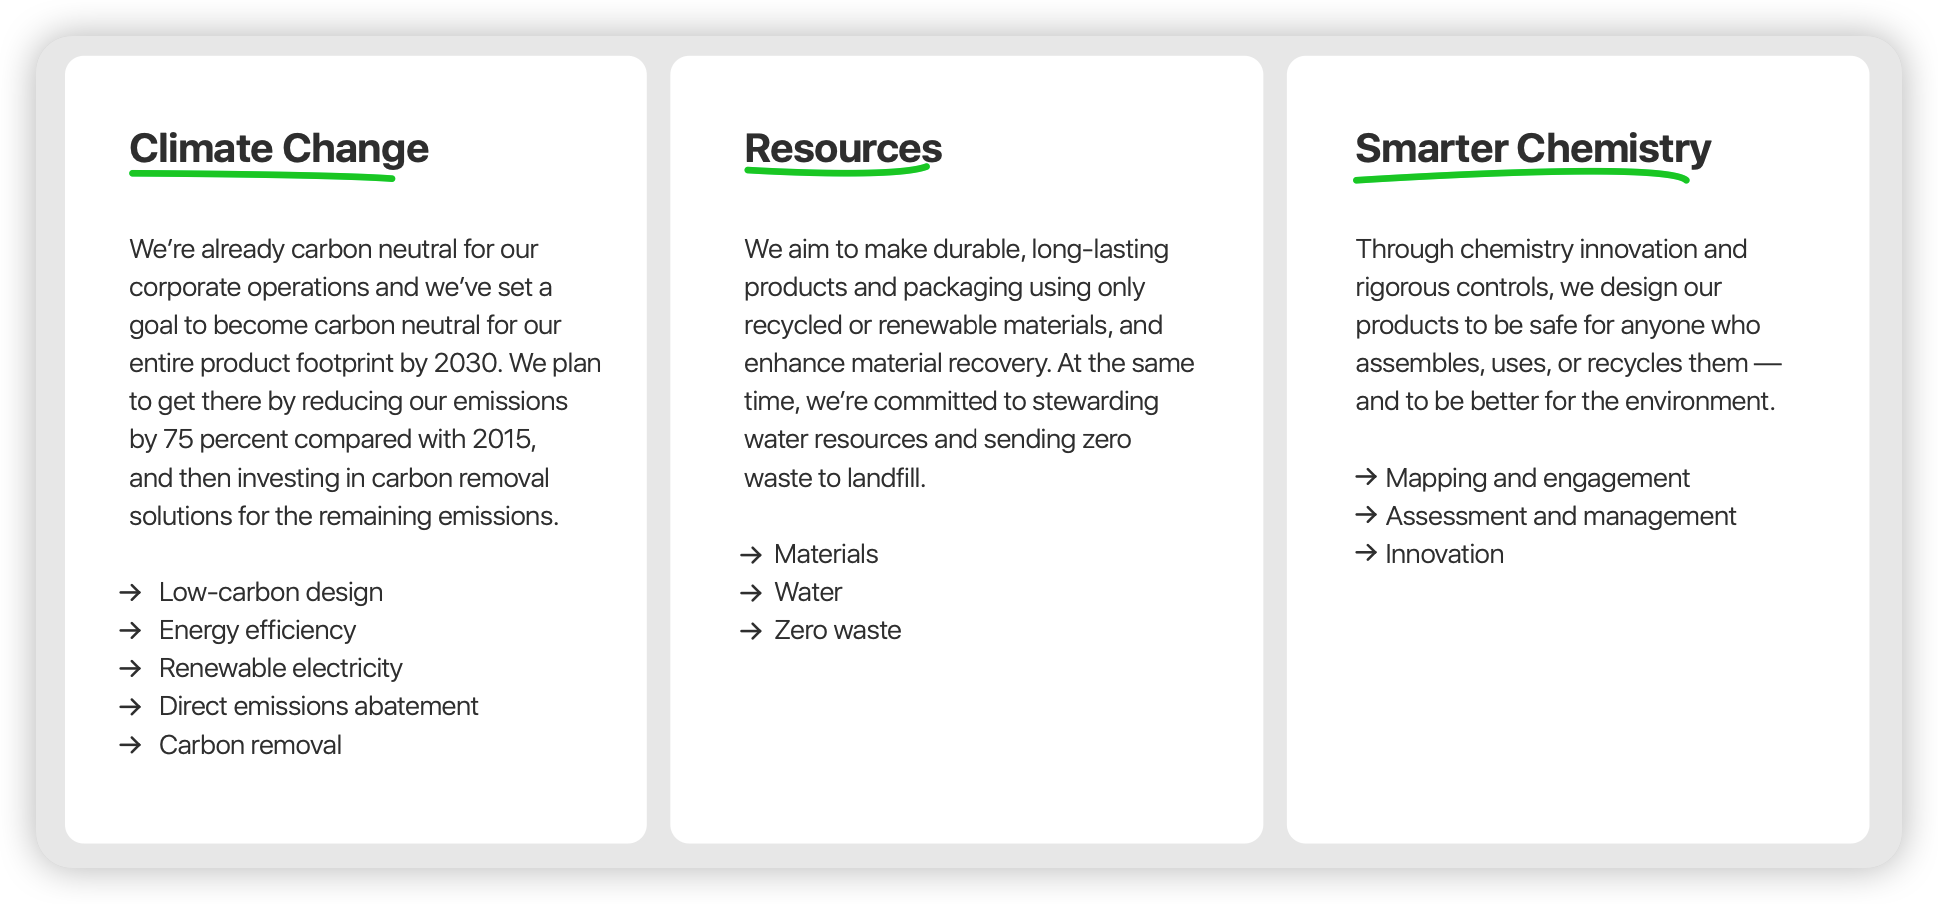 Climate Change
We’re already carbon neutral for our
corporate operations and we’ve set a
goal to become carbon neutral for our
entire product footprint by 2030. We plan
to get there by reducing our emissions
by 75 percent compared with 2015,
and then investing in carbon removal
solutions for the remaining emissions.
→ Low-carbon design
→ Energy efficiency
→ Renewable electricity
→ Direct emissions abatement
→ Carbon removal
Resources
We aim to make durable, long-lasting
products and packaging using only
recycled or renewable materials, and
enhance material recovery. At the same
time, we’re committed to stewarding
water resources and sending zero
waste to landfill.
→ Materials
→ Water
→ Zero waste
Smarter Chemistry
Through chemistry innovation and
rigorous controls, we design our
products to be safe for anyone who
assembles, uses, or recycles them —
and to be better for the environment.
→ Mapping and engagement
→ Assessment and management
→ Innovation